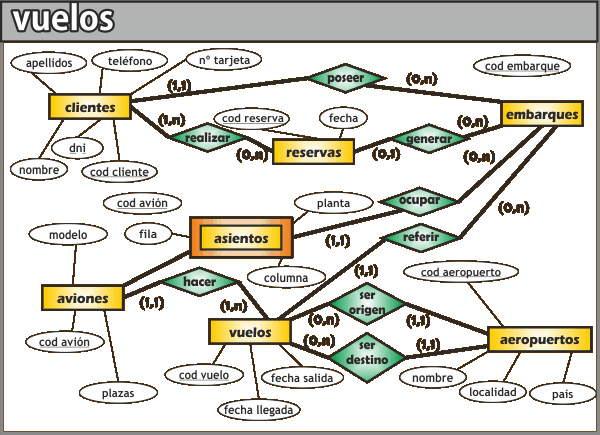 vuelos
apellidos
teléfono
nº tarjeta
cod embarque
poseer
(1,1)
(0,n)
clientes
embarques
(1,n)
cod reserva
fecha
(0,n)
realizar
generar
dni
(0,n)
reservas
(0,1)
(0,n)
nombre
cod cliente
cod avión
planta
ocupar
(0,n)
fila
asientos
modelo
(1,1)
referir
columna
(1,1)
cod aeropuerto
hacer
aviones
(1,1)
(1,n)
ser
origen
(0,n)
(1,1)
vuelos
(0,n)
ser
destino
(1,1)
aeropuertos
cod avión
cod vuelo
fecha salida
nombre
plazas
localidad
país
fecha llegada